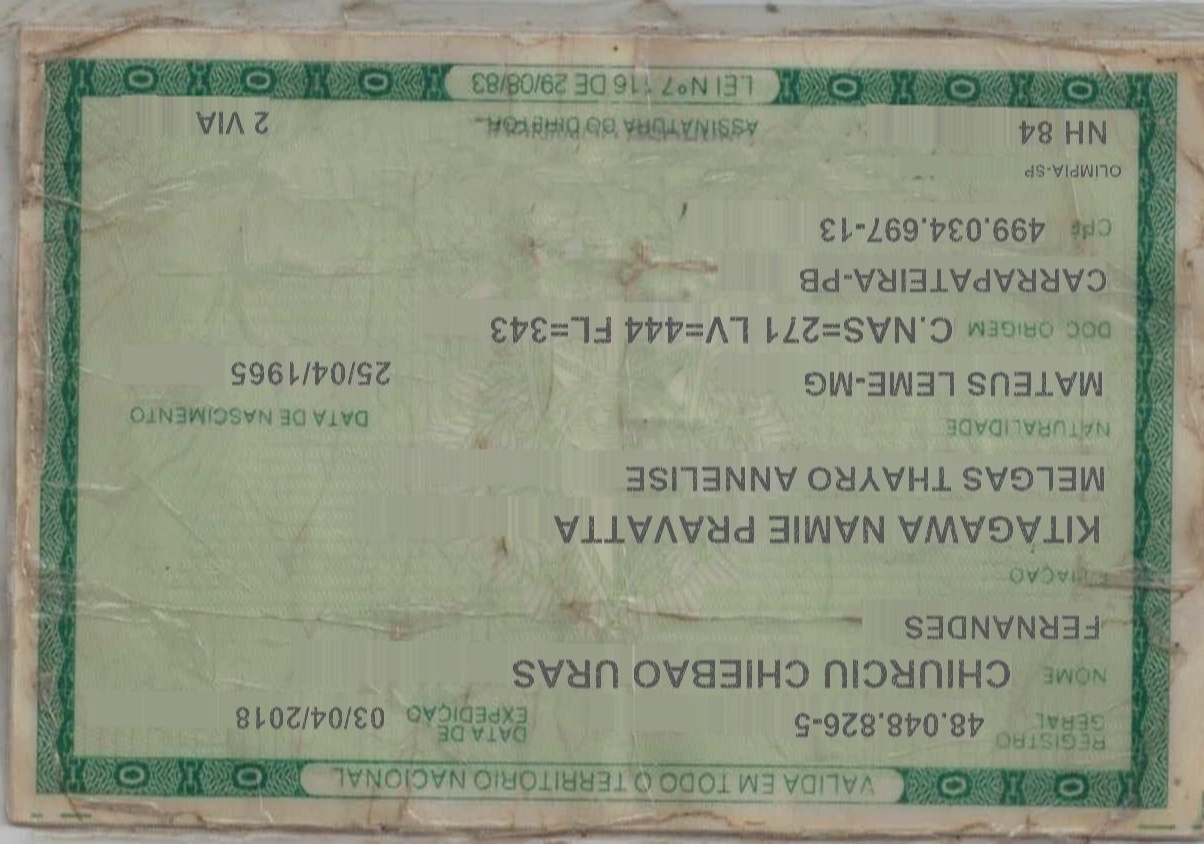 VALIDA EM TODO O TERRITORIO NACIONAL
REGISTRO GERAL 48.048.826-5 DATA DE EXPEDIÇÃO 03/04/2018
NOME CHIURCIU CHIEBAO URAS
FERNANDES
FILIAÇÃO
KITAGAWA NAMIE PRAVATTA
MELGAS THAYRO ANNELISE
NATURALIDADE DATA DE NASCIMENTO
MATEUS LEME-MG 25/04/1965
DOC ORIGEM C.NAS=271 LV=444 FL=343
CARRAPATEIRA-PB
CPF 499.034.697-13
OLIMPIA-SP
NH 84 2 VIA
ASSINATURA DO DIRETOR
LEI Nº 7.116 DE 29/08/83